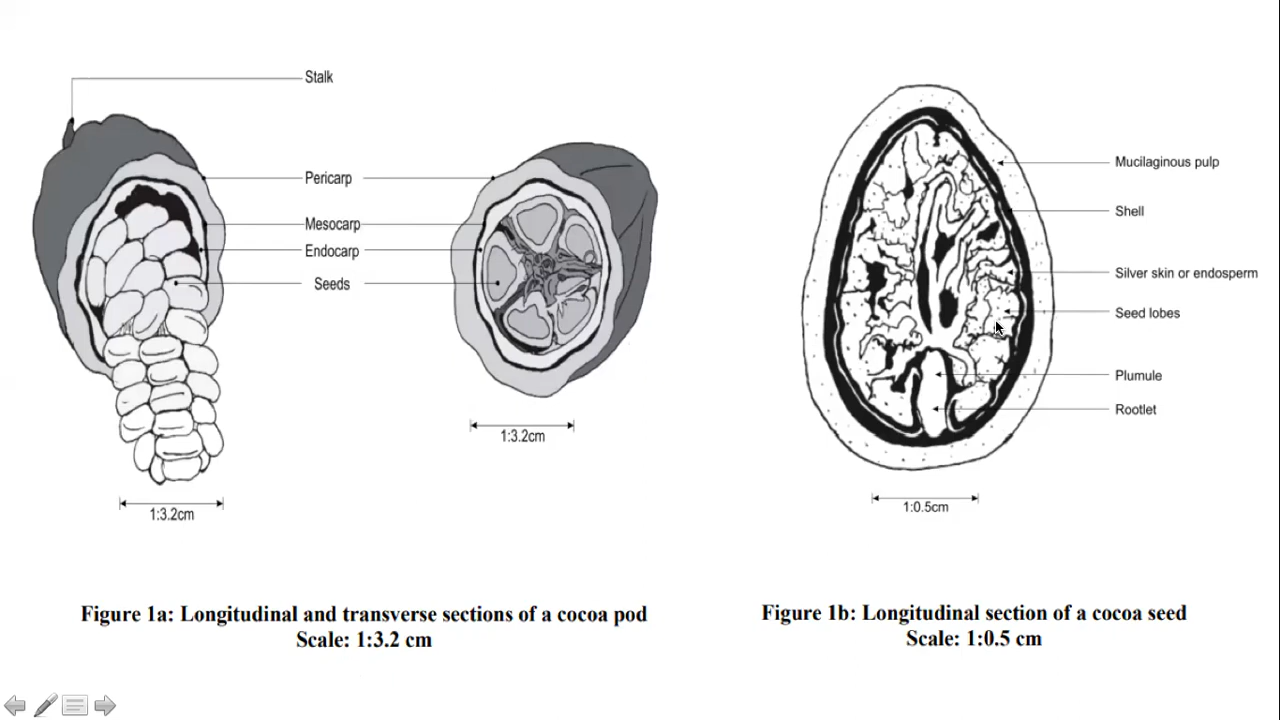 Stalk
Pericarp
Mesocarp
Endocarp
Seeds
1:3.2cm
1:3.2cm
Figure 1a: Longitudinal and transverse sections of a cocoa pod
Scale: 1:3.2 cm
Mucilaginous pulp
Shell
Silver skin or endosperm
Seed lobes
Plumule
Rootlet
1:0.5cm
Figure 1b: Longitudinal section of a cocoa seed
Scale: 1:0.5 cm